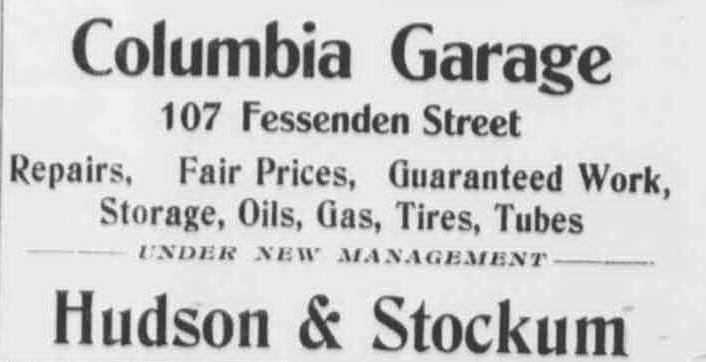 Columbia Garage
107 Fessenden Street
Repairs, Fair Prices, Guaranteed Work,
Storage, Oils, Gas, Tires, Tubes
UNDER NEW MANAGEMENT
Hudson & Stockum